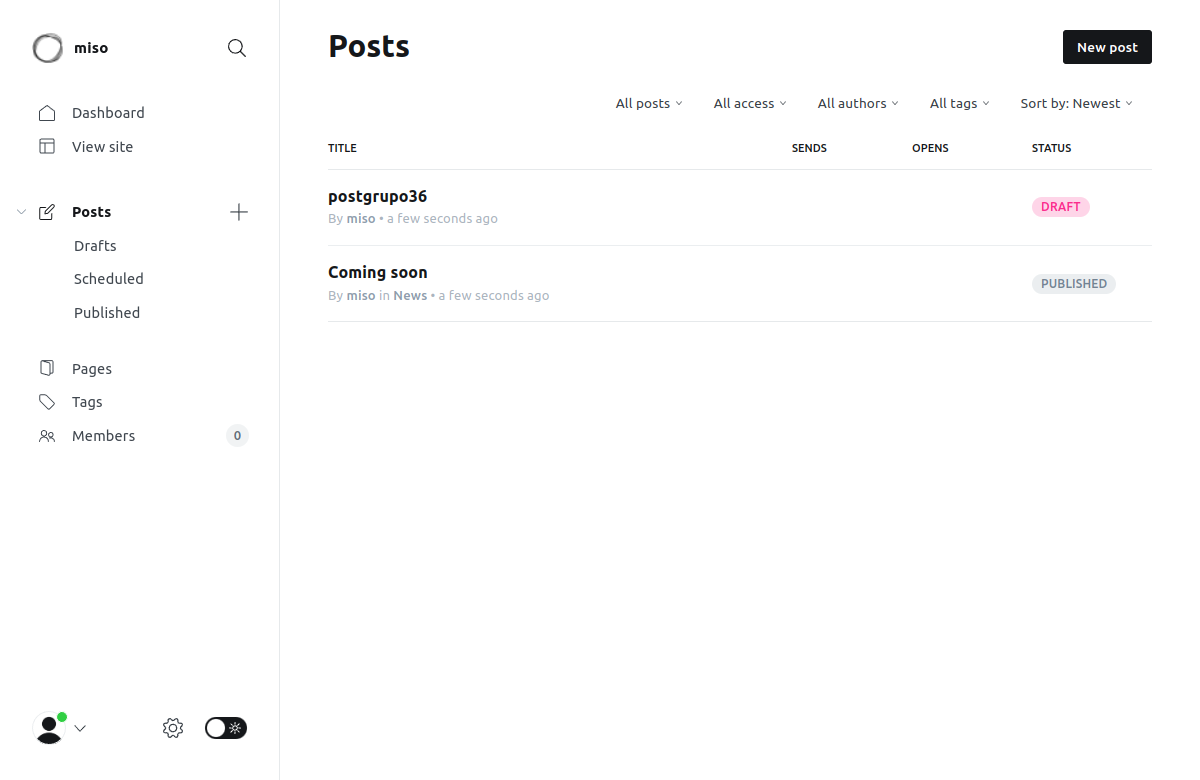 miso
Dashboard
View site
Posts
Drafts
Scheduled
Published
Pages
Tags
Members 0
Posts
New post
All posts All access All authors All tags Sort by: Newest
TITLE SENDS OPENS STATUS
postgrupo36
By miso • a few seconds ago
DRAFT
Coming soon
By miso in News • a few seconds ago
PUBLISHED